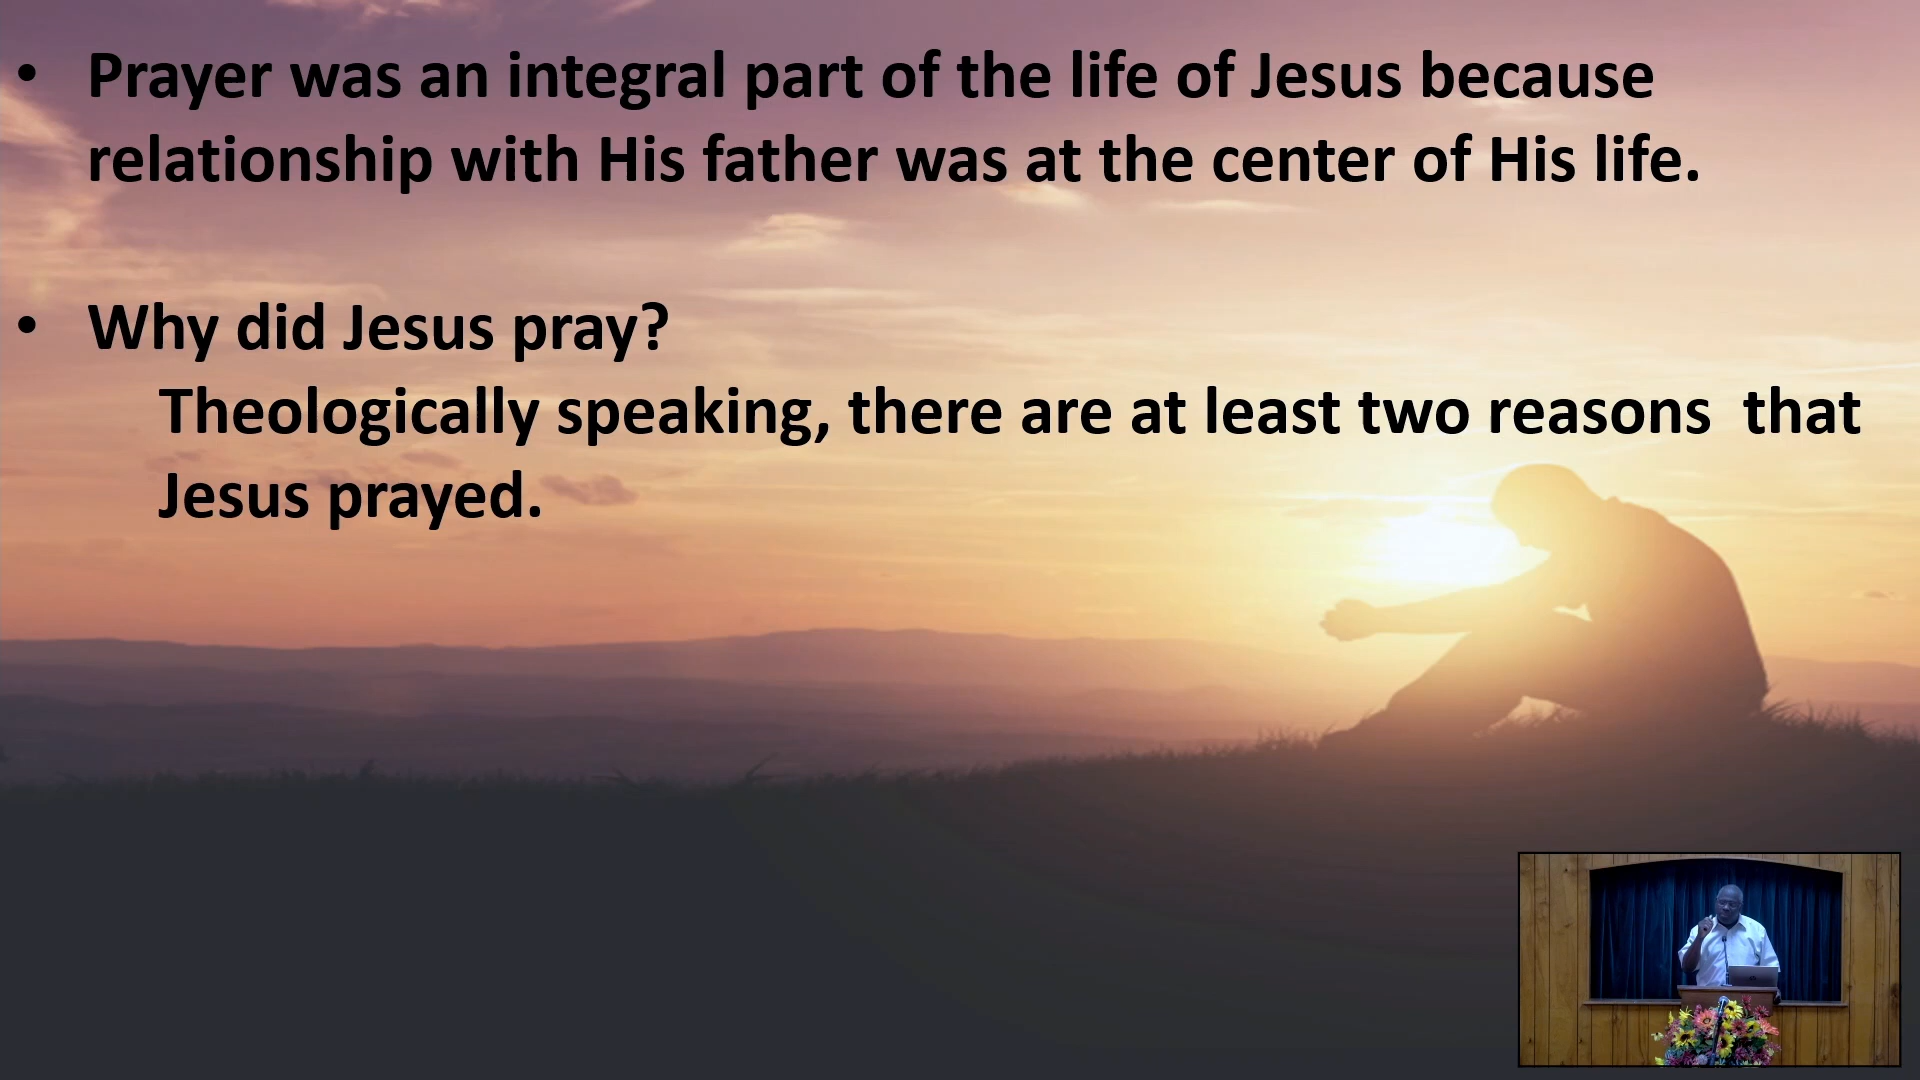 • Prayer was an integral part of the life of Jesus because
relationship with His father was at the center of His life.
• Why did Jesus pray?
Theologically speaking, there are at least two reasons  that
Jesus prayed.